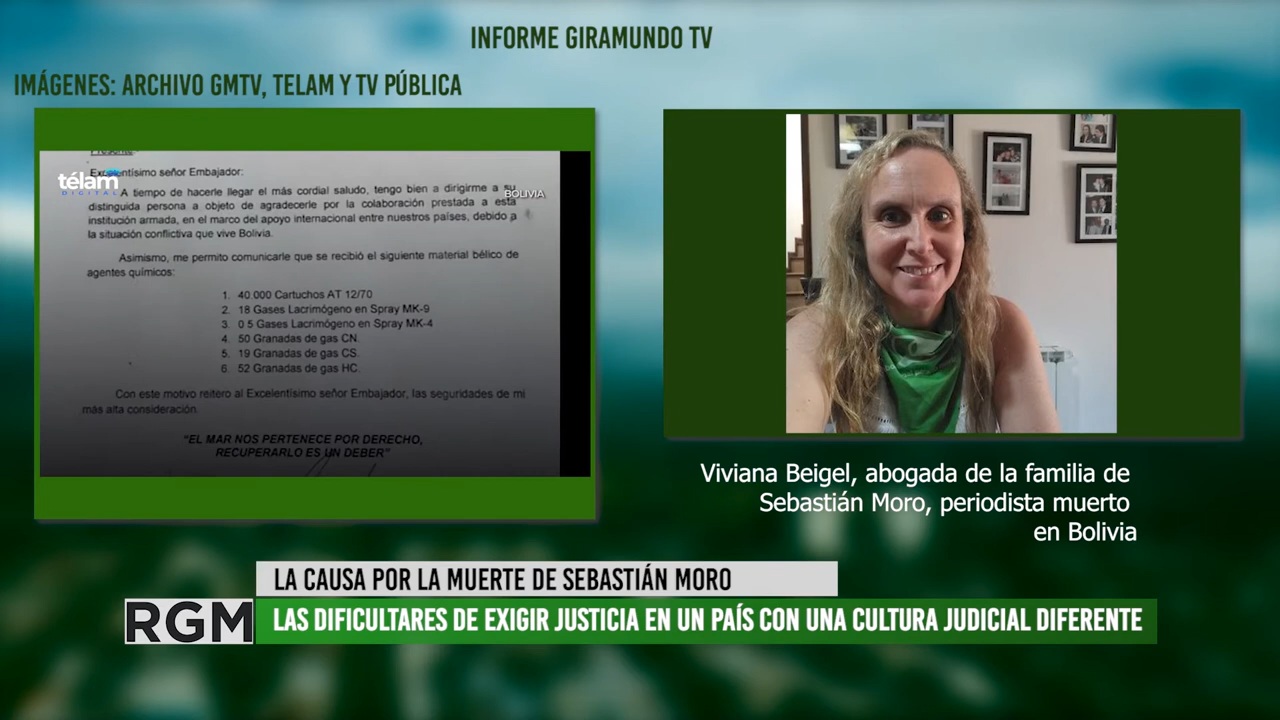 INFORME GIRAMUNDO TV
IMÁGENES: ARCHIVO GMTV, TELAM Y TV PÚBLICA
Presente.
Excelentísimo señor Embajador:
télam
DIGITAL
BOLIVIA
A tiempo de hacerle llegar el más cordial saludo, tengo bien a dirigirme a su
distinguida persona a objeto de agradecerle por la colaboración prestada a esta
institución armada, en el marco del apoyo internacional entre nuestros países, debido a
la situación conflictiva que vive Bolivia.
Asimismo, me permito comunicarle que se recibió el siguiente material bélico de
agentes químicos:
1. 40.000 Cartuchos AT 12/70
2. 18 Gases Lacrimógeno en Spray MK-9
3. 0 5 Gases Lacrimógeno en Spray MK-4
4. 50 Granadas de gas CN.
5. 19 Granadas de gas CS.
6. 52 Granadas de gas HC.
Con este motivo reitero al Excelentísimo señor Embajador, las seguridades de mi
más alta consideración.
"EL MAR NOS PERTENECE POR DERECHO,
RECUPERARLO ES UN DEBER"
Viviana Beigel, abogada de la familia de
Sebastián Moro, periodista muerto
en Bolivia
LA CAUSA POR LA MUERTE DE SEBASTIÁN MORO
RGM
LAS DIFICULTARES DE EXIGIR JUSTICIA EN UN PAÍS CON UNA CULTURA JUDICIAL DIFERENTE